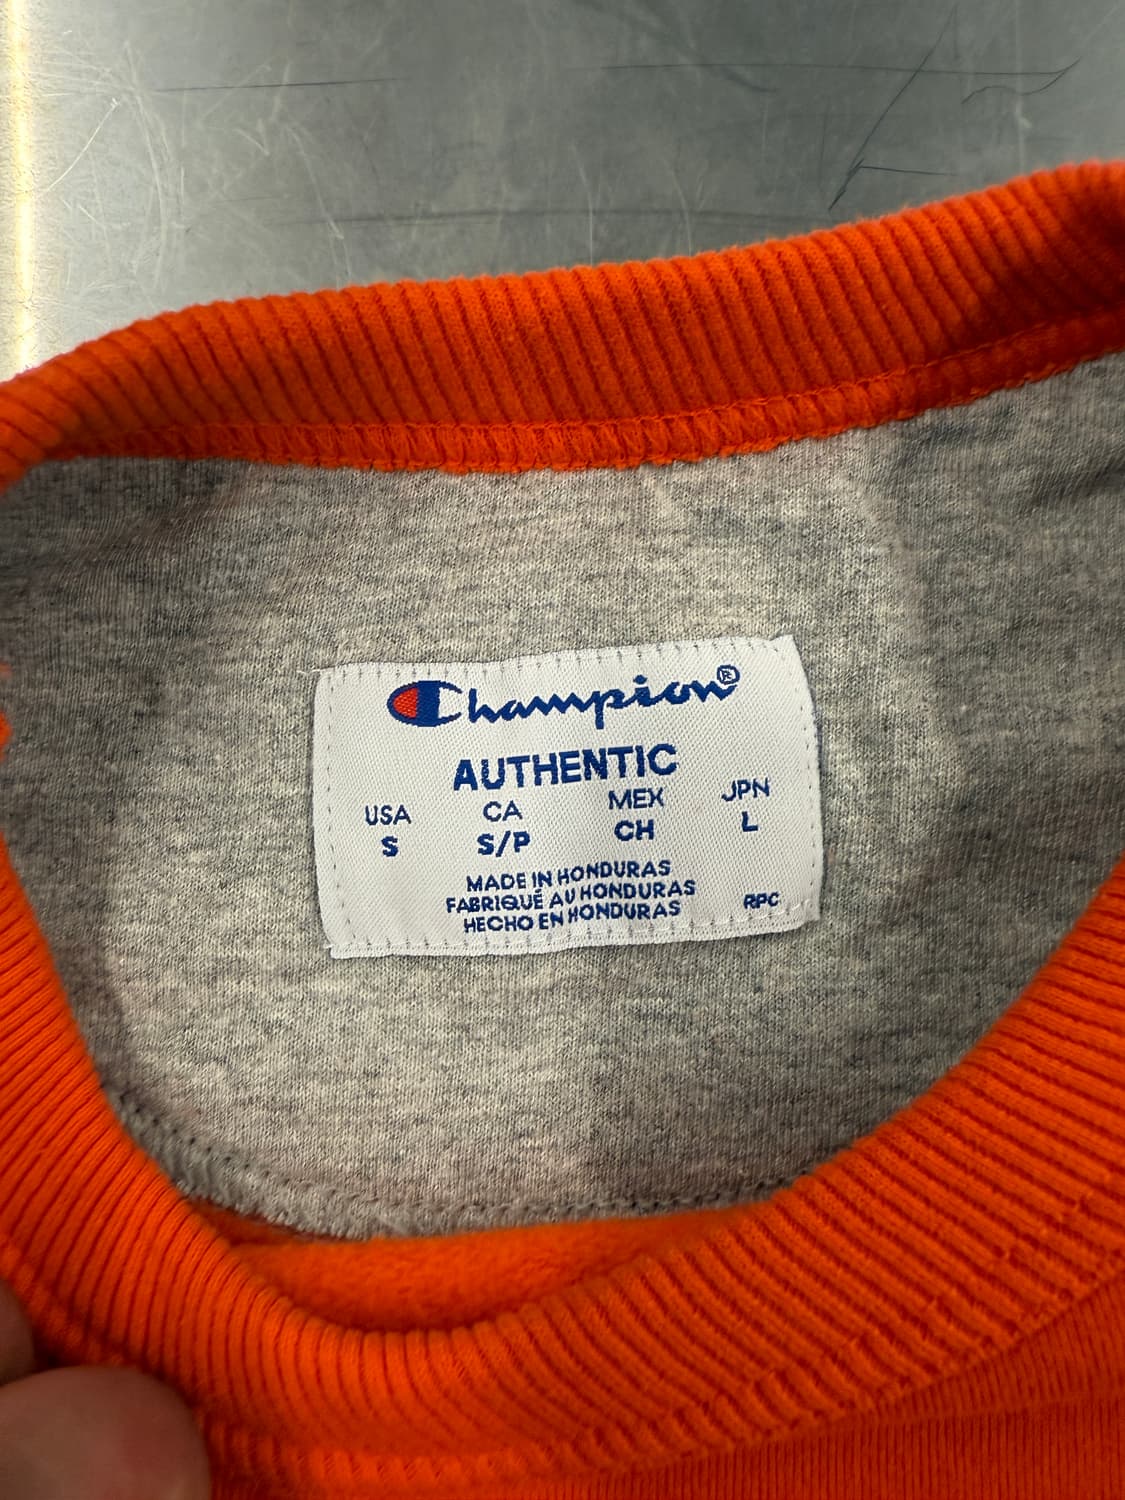 Champion®
AUTHENTIC
USA CA MEX JPN
S S/P CH L
MADE IN HONDURAS
FABRIQUÉ AU HONDURAS
HECHO EN HONDURAS
RPC